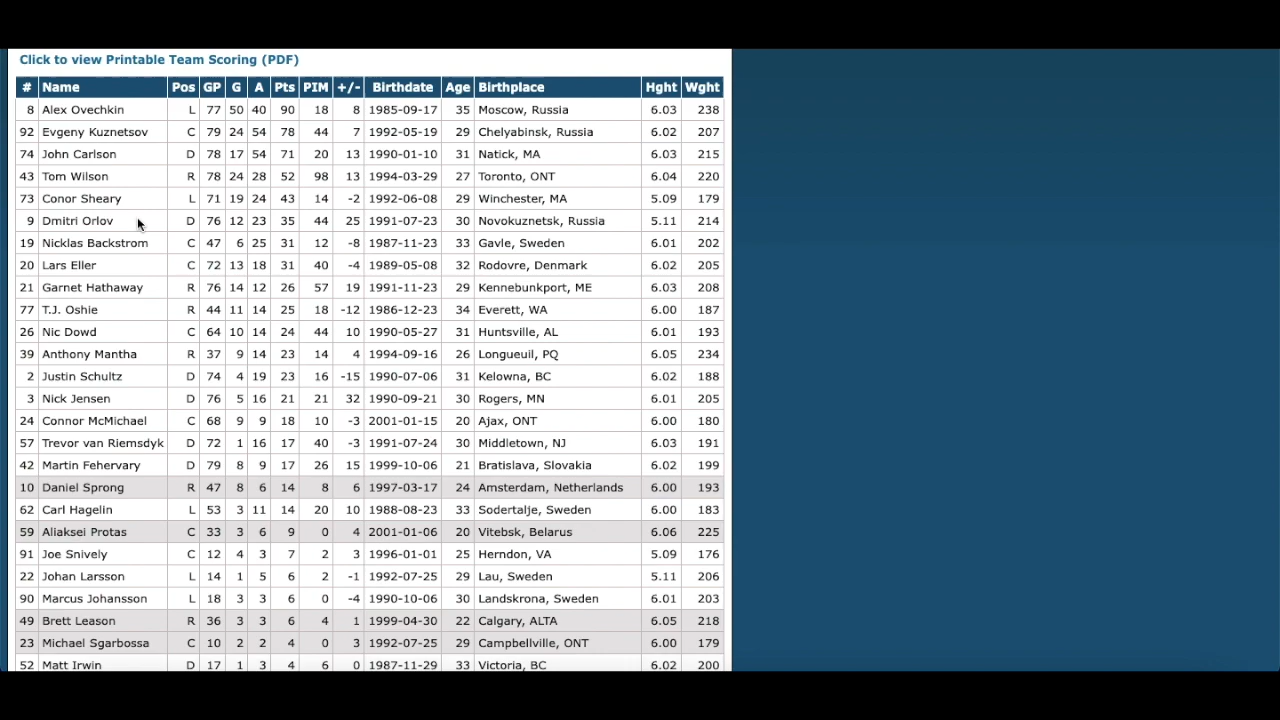 Click to view Printable Team Scoring (PDF)
# Name Pos GP G A Pts PIM +/- Birthdate Age Birthplace Hght Wght
8 Alex Ovechkin L 77 50 40 90 18 8 1985-09-17 35 Moscow, Russia 6.03 238
92 Evgeny Kuznetsov C 79 24 54 78 44 7 1992-05-19 29 Chelyabinsk, Russia 6.02 207
74 John Carlson D 78 17 54 71 20 13 1990-01-10 31 Natick, MA 6.03 215
43 Tom Wilson R 78 24 28 52 98 13 1994-03-29 27 Toronto, ONT 6.04 220
73 Conor Sheary L 71 19 24 43 14 -2 1992-06-08 29 Winchester, MA 5.09 179
9 Dmitri Orlov D 76 12 23 35 44 25 1991-07-23 30 Novokuznetsk, Russia 5.11 214
19 Nicklas Backstrom C 47 6 25 31 12 -8 1987-11-23 33 Gavle, Sweden 6.01 202
20 Lars Eller C 72 13 18 31 40 -4 1989-05-08 32 Rodovre, Denmark 6.02 205
21 Garnet Hathaway R 76 14 12 26 57 19 1991-11-23 29 Kennebunkport, ME 6.03 208
77 T.J. Oshie R 44 11 14 25 18 -12 1986-12-23 34 Everett, WA 6.00 187
26 Nic Dowd C 64 10 14 24 44 10 1990-05-27 31 Huntsville, AL 6.01 193
39 Anthony Mantha R 37 9 14 23 14 4 1994-09-16 26 Longueuil, PQ 6.05 234
2 Justin Schultz D 74 4 19 23 16 -15 1990-07-06 31 Kelowna, BC 6.02 188
3 Nick Jensen D 76 5 16 21 21 32 1990-09-21 30 Rogers, MN 6.01 205
24 Connor McMichael C 68 9 9 18 10 -3 2001-01-15 20 Ajax, ONT 6.00 180
57 Trevor van Riemsdyk D 72 1 16 17 40 -3 1991-07-24 30 Middletown, NJ 6.03 191
42 Martin Fehervary D 79 8 9 17 26 15 1999-10-06 21 Bratislava, Slovakia 6.02 199
10 Daniel Sprong R 47 8 6 14 8 6 1997-03-17 24 Amsterdam, Netherlands 6.00 193
62 Carl Hagelin L 53 3 11 14 20 10 1988-08-23 33 Sodertalje, Sweden 6.00 183
59 Aliaksei Protas C 33 3 6 9 0 4 2001-01-06 20 Vitebsk, Belarus 6.06 225
91 Joe Snively C 12 4 3 7 2 3 1996-01-01 25 Herndon, VA 5.09 176
22 Johan Larsson L 14 1 5 6 2 -1 1992-07-25 29 Lau, Sweden 5.11 206
90 Marcus Johansson L 18 3 3 6 0 -4 1990-10-06 30 Landskrona, Sweden 6.01 203
49 Brett Leason R 36 3 3 6 4 1 1999-04-30 22 Calgary, ALTA 6.05 218
23 Michael Sgarbossa C 10 2 2 4 0 3 1992-07-25 29 Campbellville, ONT 6.00 179
52 Matt Irwin D 17 1 3 4 6 0 1987-11-29 33 Victoria, BC 6.02 200